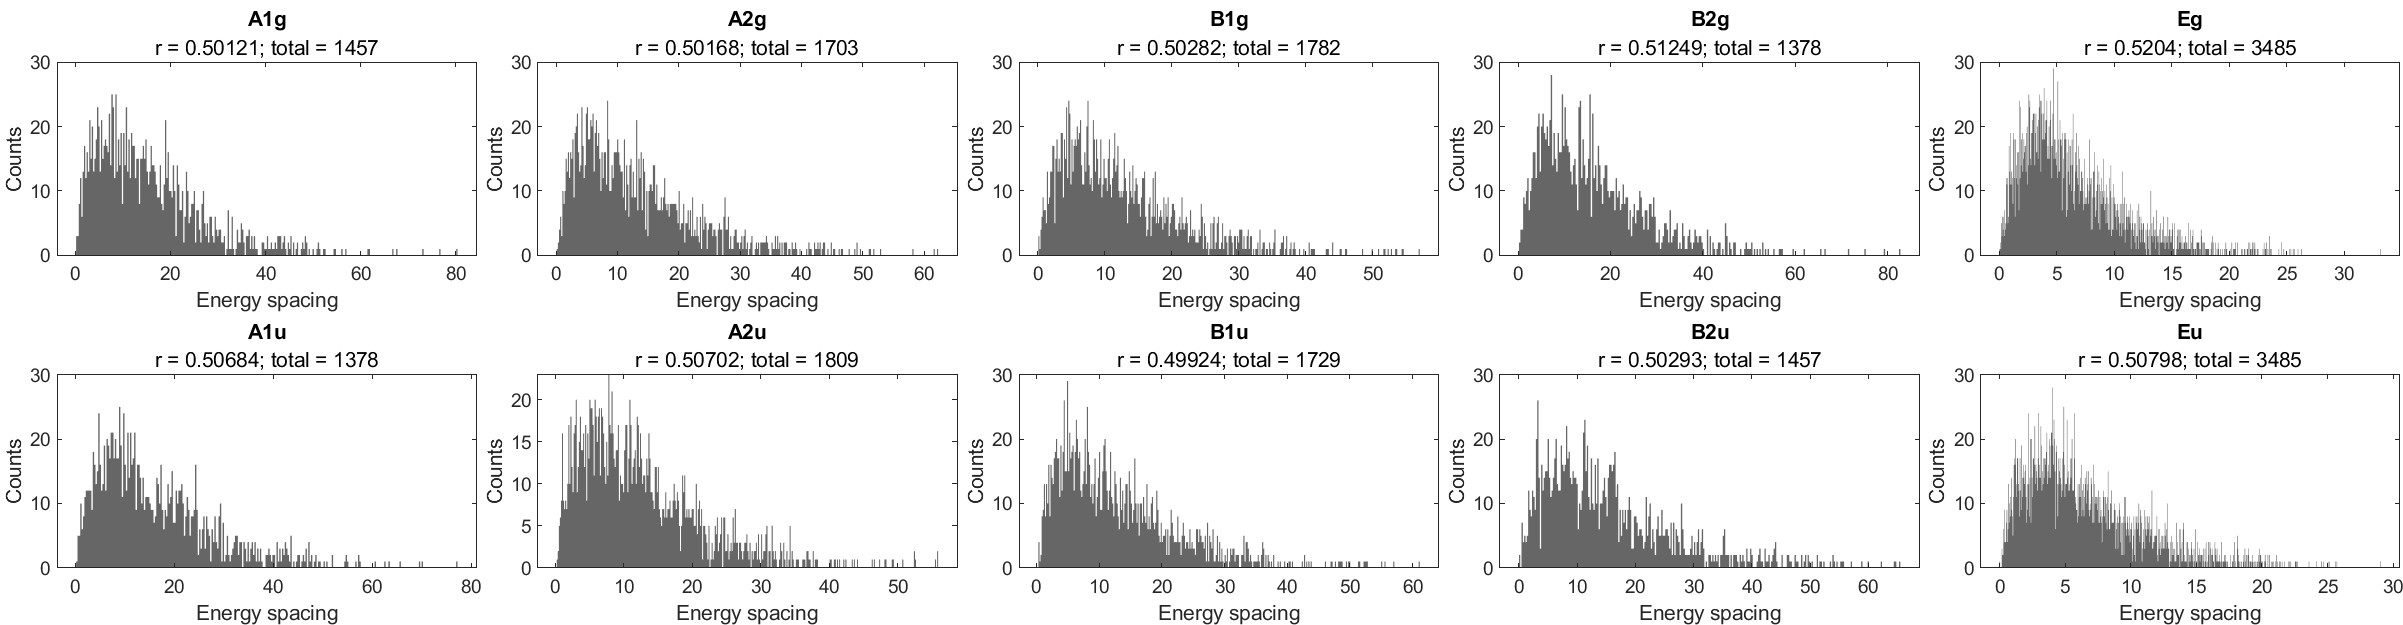 A1g
r = 0.50121; total = 1457
30
20
10
0
Counts
0 20 40 60 80
Energy spacing
A2g
r = 0.50168; total = 1703
30
20
10
0
Counts
0 10 20 30 40 50 60
Energy spacing
B1g
r = 0.50282; total = 1782
30
20
10
0
Counts
0 10 20 30 40 50
Energy spacing
B2g
r = 0.51249; total = 1378
30
20
10
0
Counts
0 20 40 60 80
Energy spacing
Eg
r = 0.5204; total = 3485
30
20
10
0
Counts
0 5 10 15 20 25 30
Energy spacing
A1u
r = 0.50684; total = 1378
30
20
10
0
Counts
0 20 40 60 80
Energy spacing
A2u
r = 0.50702; total = 1809
20
15
10
5
0
Counts
0 10 20 30 40 50
Energy spacing
B1u
r = 0.49924; total = 1729
30
20
10
0
Counts
0 10 20 30 40 50 60
Energy spacing
B2u
r = 0.50293; total = 1457
30
20
10
0
Counts
0 10 20 30 40 50 60
Energy spacing
Eu
r = 0.50798; total = 3485
30
20
10
0
Counts
0 5 10 15 20 25 30
Energy spacing